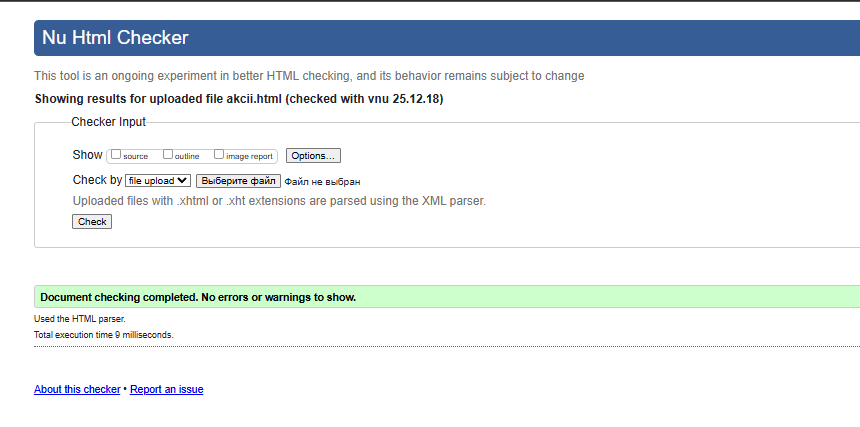 Nu Html Checker
This tool is an ongoing experiment in better HTML checking, and its behavior remains subject to change
Showing results for uploaded file akcii.html (checked with vnu 25.12.18)
Checker Input
Show source outline image report Options...
Check by file upload Выберите файл Файл не выбран
Uploaded files with .xhtml or .xht extensions are parsed using the XML parser.
Check
Document checking completed. No errors or warnings to show.
Used the HTML parser.
Total execution time 9 milliseconds.
About this checker • Report an issue